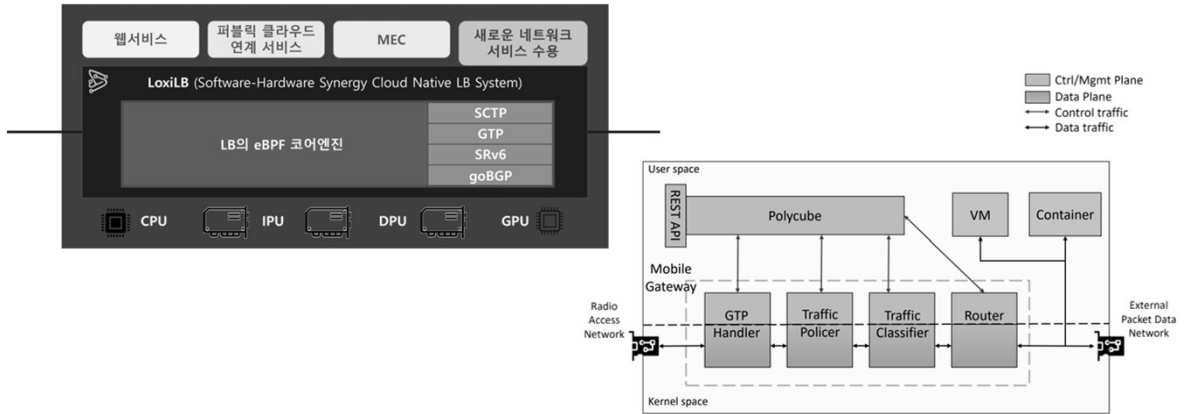 웹서비스
퍼블릭 클라우드
연계 서비스
MEC
새로운 네트워크
서비스 수용
LoxiLB (Software-Hardware Synergy Cloud Native LB System)
LB의 eBPF 코어엔진
SCTP
GTP
SRv6
goBGP
CPU
IPU
DPU
GPU
Ctrl/Mgmt Plane
Data Plane
Control traffic
Data traffic
User space
REST API
Polycube
VM
Container
Mobile
Gateway
Radio
Access
Network
GTP
Handler
Traffic
Policer
Traffic
Classifier
Router
External
Packet Data
Network
Kernel space